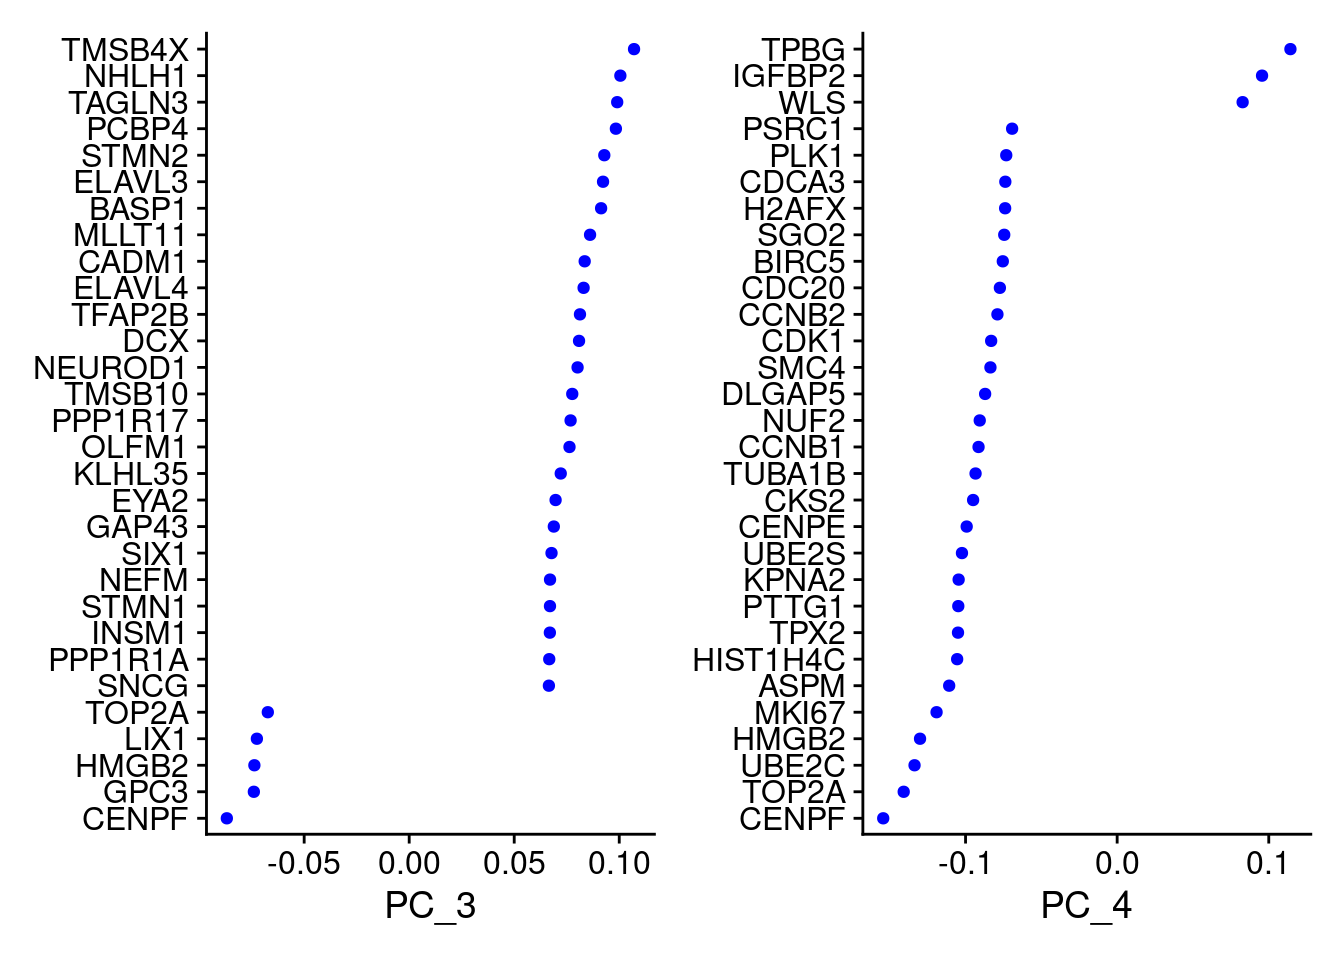 TMSB4X
NHLH1
TAGLN3
PCBP4
STMN2
ELAVL3
BASP1
MLLT11
CADM1
ELAVL4
TFAP2B
DCX
NEUROD1
TMSB10
PPP1R17
OLFM1
KLHL35
EYA2
GAP43
SIX1
NEFM
STMN1
INSM1
PPP1R1A
SNCG
TOP2A
LIX1
HMGB2
GPC3
CENPF
-0.05 0.00 0.05 0.10
PC_3
TPBG
IGFBP2
WLS
PSRC1
PLK1
CDCA3
H2AFX
SGO2
BIRC5
CDC20
CCNB2
CDK1
SMC4
DLGAP5
NUF2
CCNB1
TUBA1B
CKS2
CENPE
UBE2S
KPNA2
PTTG1
TPX2
HIST1H4C
ASPM
MKI67
HMGB2
UBE2C
TOP2A
CENPF
-0.1 0.0 0.1
PC_4